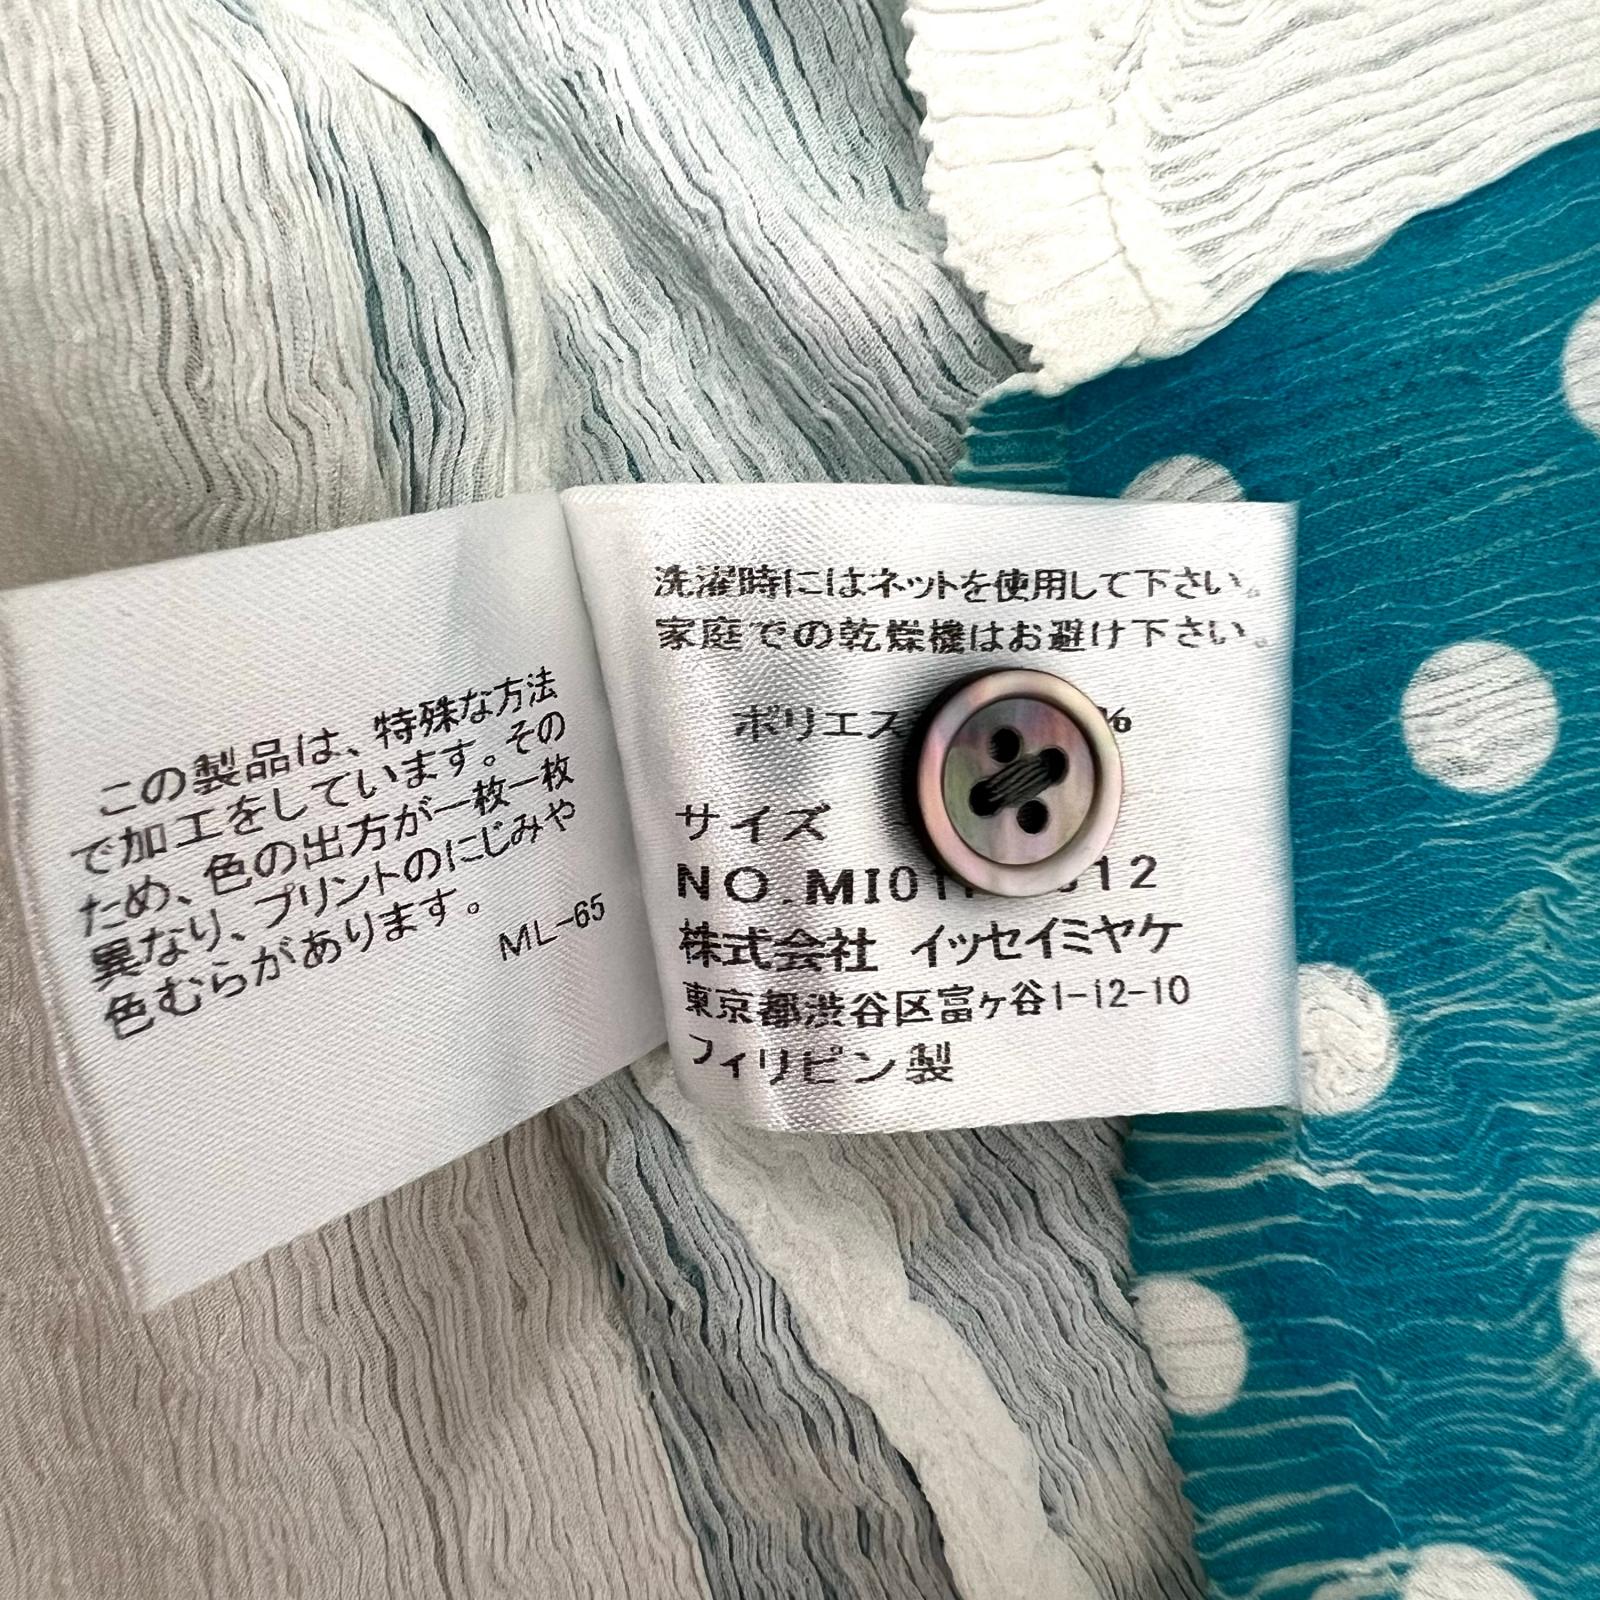 この製品は、特殊な方法
で加工をしています。その
ため、色の出方が一枚一枚
異なり、プリントのにじみや
色むらがあります。
ML-65
洗濯時にはネットを使用して下さい。
家庭での乾燥機はお避け下さい。
ポリエス %
サイズ
NO.MI01 12
株式会社 イッセイミヤケ
東京都渋谷区富ヶ谷1-12-10
フィリピン製